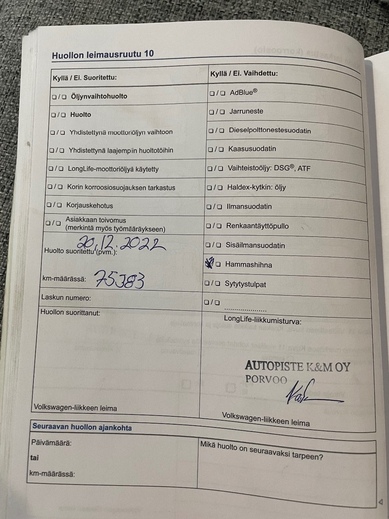 Huollon leimausruutu 10
Kyllä / Ei. Suoritettu:
❏ / ❏ Öljynvaihtohuolto
❏ / ❏ Huolto
❏ / ❏ Yhdistettynä moottoriöljyn vaihtoon
❏ / ❏ Yhdistettynä laajempiin huoltotöihin
❏ / ❏ LongLife-moottoriöljyä käytetty
❏ / ❏ Korin korroosiosuojauksen tarkastus
❏ / ❏ Korjauskehotus
❏ / ❏ Asiakkaan toivomus
(merkintä myös työmääräykseen)
20.12.2022
Huolto suoritettu (pvm.):
km-määrässä: 75383
Laskun numero:
Huollon suorittanut:
Volkswagen-liikkeen leima
Kyllä / Ei. Vaihdettu:
❏ / ❏ AdBlue®
❏ / ❏ Jarruneste
❏ / ❏ Dieselpolttonestesuodatin
❏ / ❏ Kaasusuodatin
❏ / ❏ Vaihteistoöljy: DSG®, ATF
❏ / ❏ Haldex-kytkin: öljy
❏ / ❏ Ilmansuodatin
❏ / ❏ Renkaantäyttöpullo
❏ / ❏ Sisäilmansuodatin
☒ / ❏ Hammashihna
❏ / ❏ Sytytystulpat
❏ / ❏ ....................
LongLife-liikkumisturva:
AUTOPISTE K&M OY
PORVOO
Volkswagen-liikkeen leima
Seuraavan huollon ajankohta
Päivämäärä:
tai
km-määrässä:
Mikä huolto on seuraavaksi tarpeen?